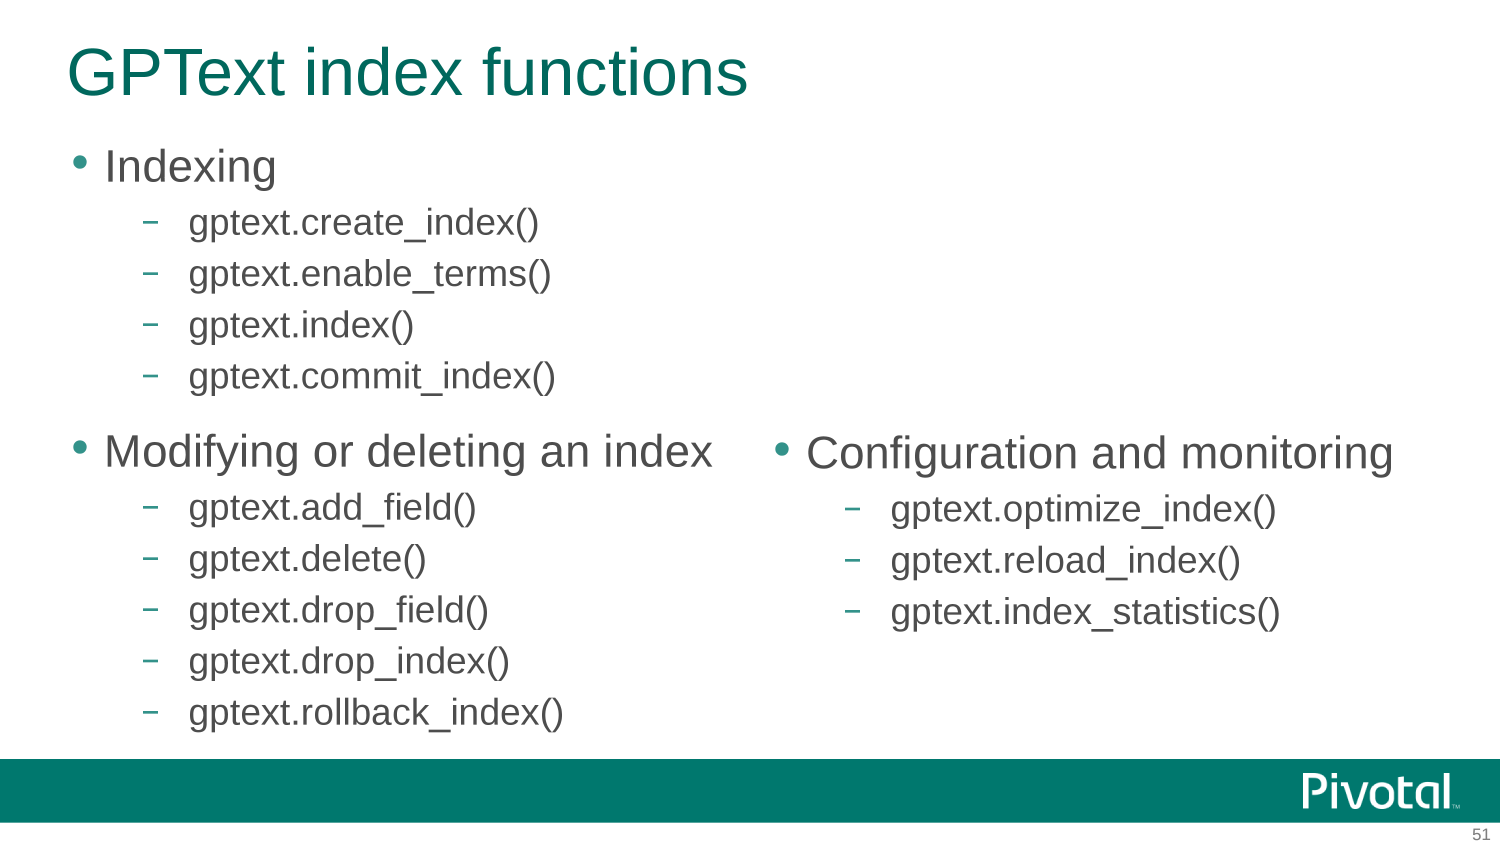 GPText index functions
• Indexing
– gptext.create_index()
– gptext.enable_terms()
– gptext.index()
– gptext.commit_index()
• Modifying or deleting an index
– gptext.add_field()
– gptext.delete()
– gptext.drop_field()
– gptext.drop_index()
– gptext.rollback_index()
• Configuration and monitoring
– gptext.optimize_index()
– gptext.reload_index()
– gptext.index_statistics()
Pivotal™
51